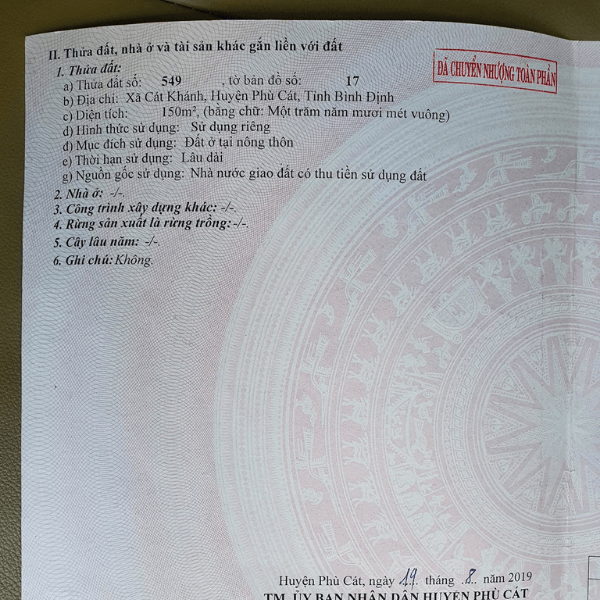 II. Thửa đất, nhà ở và tài sản khác gắn liền với đất
ĐÃ CHUYỂN NHƯỢNG TOÀN PHẦN
1. Thửa đất:
a) Thửa đất số: 549 , tờ bản đồ số: 17
b) Địa chỉ: Xã Cát Khánh, Huyện Phù Cát, Tỉnh Bình Định
c) Diện tích: 150m², (bằng chữ: Một trăm năm mươi mét vuông)
d) Hình thức sử dụng: Sử dụng riêng
đ) Mục đích sử dụng: Đất ở tại nông thôn
e) Thời hạn sử dụng: Lâu dài
g) Nguồn gốc sử dụng: Nhà nước giao đất có thu tiền sử dụng đất
2. Nhà ở: -/-.
3. Công trình xây dựng khác: -/-.
4. Rừng sản xuất là rừng trồng:-/-.
5. Cây lâu năm: -/-.
6. Ghi chú: Không.
Huyện Phù Cát, ngày 19 tháng 8 năm 2019
TM. ỦY BAN NHÂN DÂN HUYỆN PHÙ CÁT